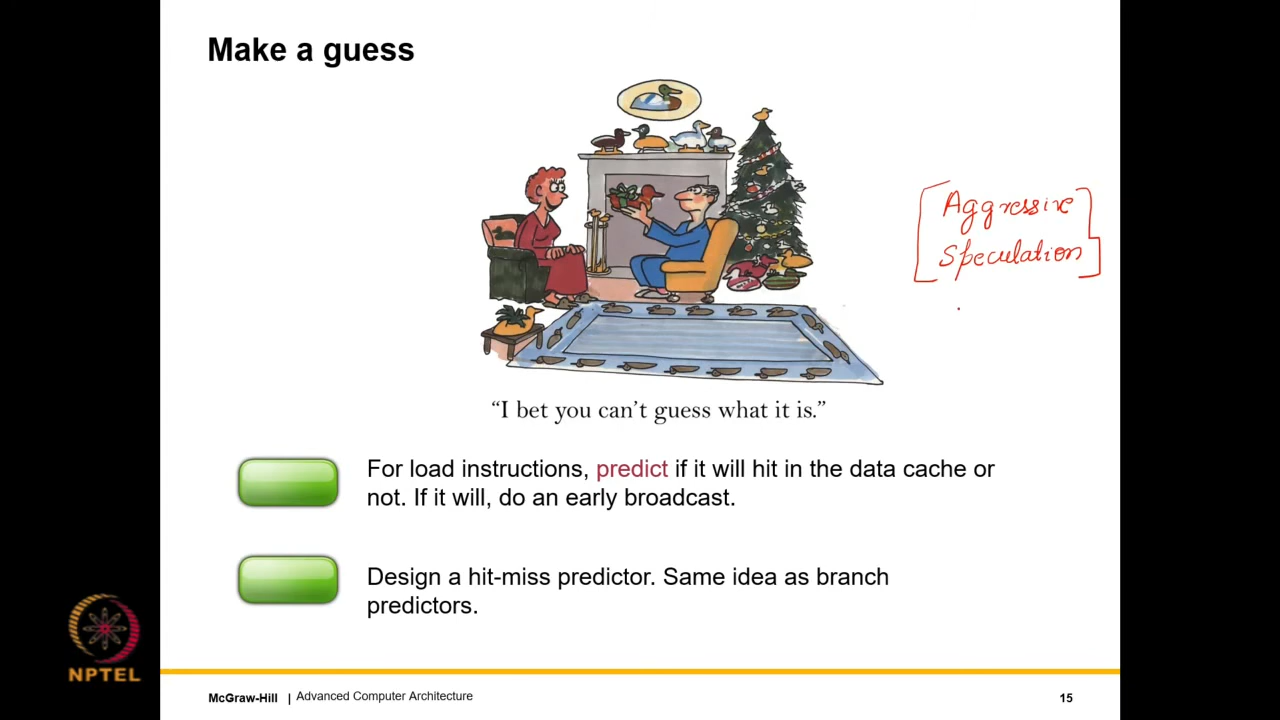 Make a guess
Aggressive
Speculation
“I bet you can’t guess what it is.”
For load instructions, predict if it will hit in the data cache or
not. If it will, do an early broadcast.
Design a hit-miss predictor. Same idea as branch
predictors.
NPTEL
McGraw-Hill | Advanced Computer Architecture
15